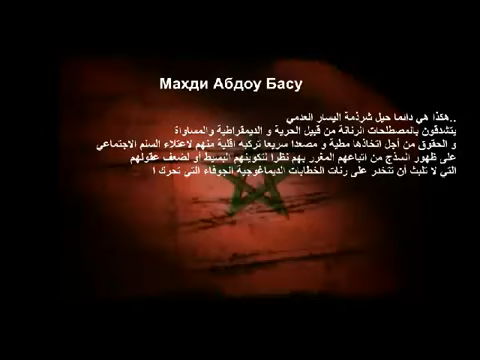 Махди Абдоу Басу
..هكذا هي دائما حيل شرذمة اليسار العدمي
يتشدقون بالمصطلحات الرنانة من قبيل الحرية و الديمقراطية والمساواة
و الحقوق من أجل اتخاذها مطية و مصعدا سريعا تركبه أقلية منهم لاعتلاء السلم الاجتماعي
على ظهور السذج من أتباعهم المغرر بهم نظرا لتكوينهم البسيط أو لضعف عقولهم
التي لا تلبث أن تتخدر على رنات الخطابات الديماغوجية الجوفاء التي تحرك ا